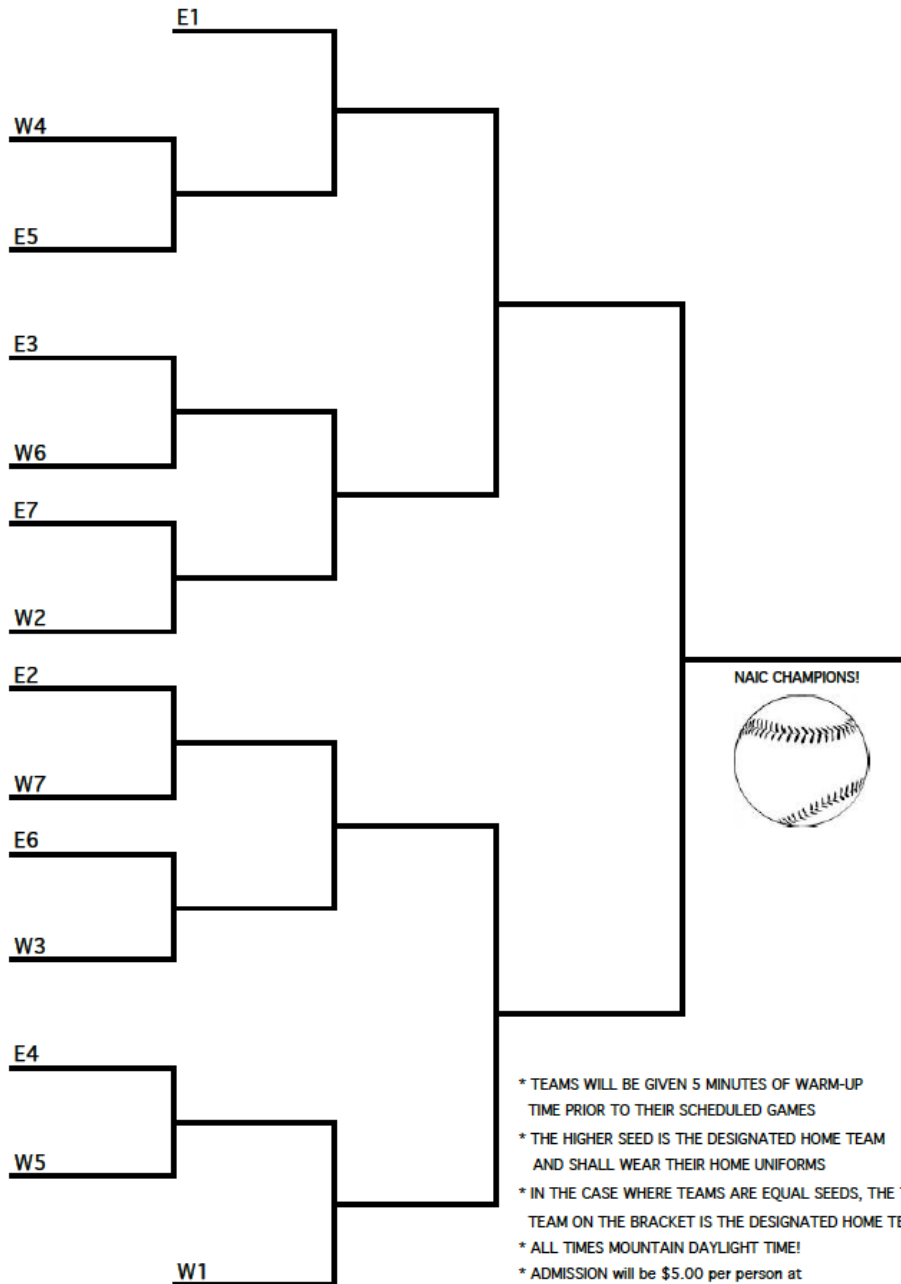 E1
W4
E5
E3
W6
E7
W2
E2
W7
E6
W3
E4
W5
W1
NAIC CHAMPIONS!
* TEAMS WILL BE GIVEN 5 MINUTES OF WARM-UP
TIME PRIOR TO THEIR SCHEDULED GAMES
* THE HIGHER SEED IS THE DESIGNATED HOME TEAM
AND SHALL WEAR THEIR HOME UNIFORMS
* IN THE CASE WHERE TEAMS ARE EQUAL SEEDS, THE
TEAM ON THE BRACKET IS THE DESIGNATED HOME
* ALL TIMES MOUNTAIN DAYLIGHT TIME!
* ADMISSION will be $5.00 per person at